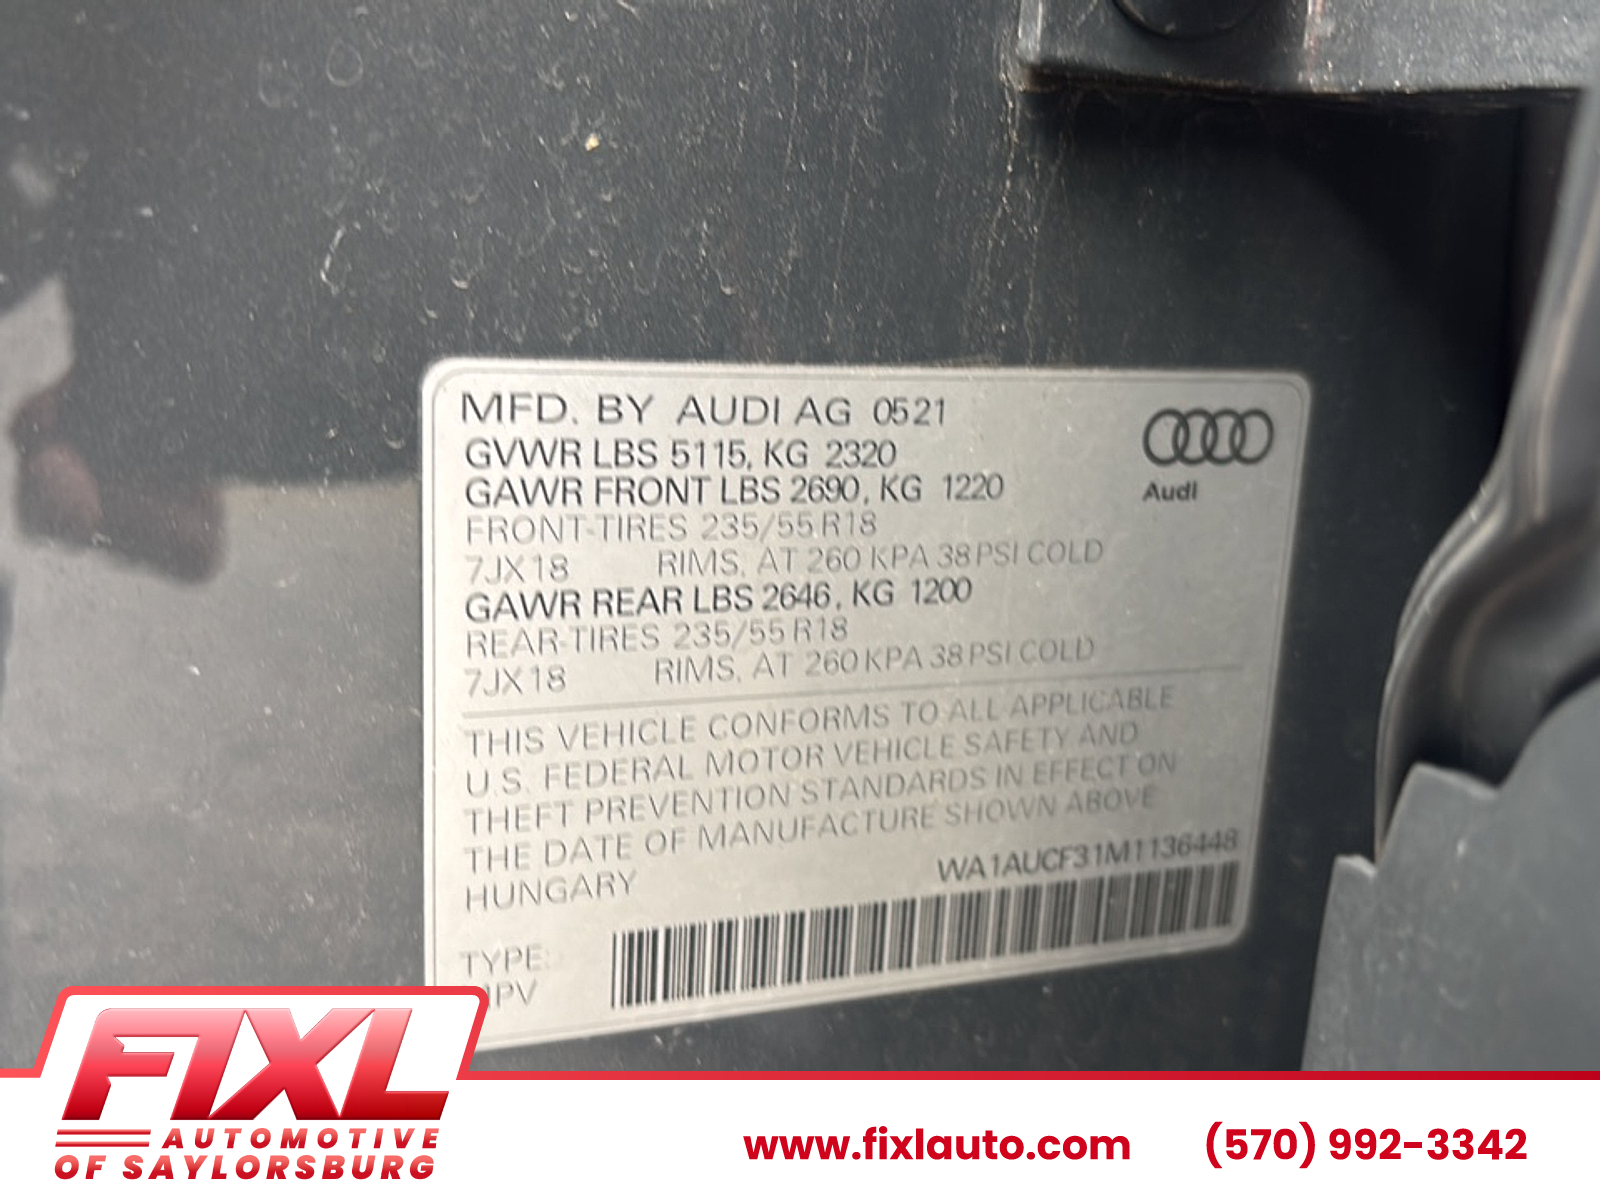 MFD. BY AUDI AG 0521
GVWR LBS 5115, KG 2320
GAWR FRONT LBS 2690, KG 1220
FRONT-TIRES 235/55 R18
7JX18 RIMS, AT 260 KPA 38 PSI COLD
GAWR REAR LBS 2646, KG 1200
REAR-TIRES 235/55 R18
7JX18 RIMS, AT 260 KPA 38 PSI COLD
Audi
THIS VEHICLE CONFORMS TO ALL APPLICABLE
U.S. FEDERAL MOTOR VEHICLE SAFETY AND
THEFT PREVENTION STANDARDS IN EFFECT ON
THE DATE OF MANUFACTURE SHOWN ABOVE
HUNGARY
WA1AUCF31M1136448
TYPE:
FIXL
AUTOMOTIVE
OF SAYLORSBURG
www.fixlauto.com
(570) 992-3342